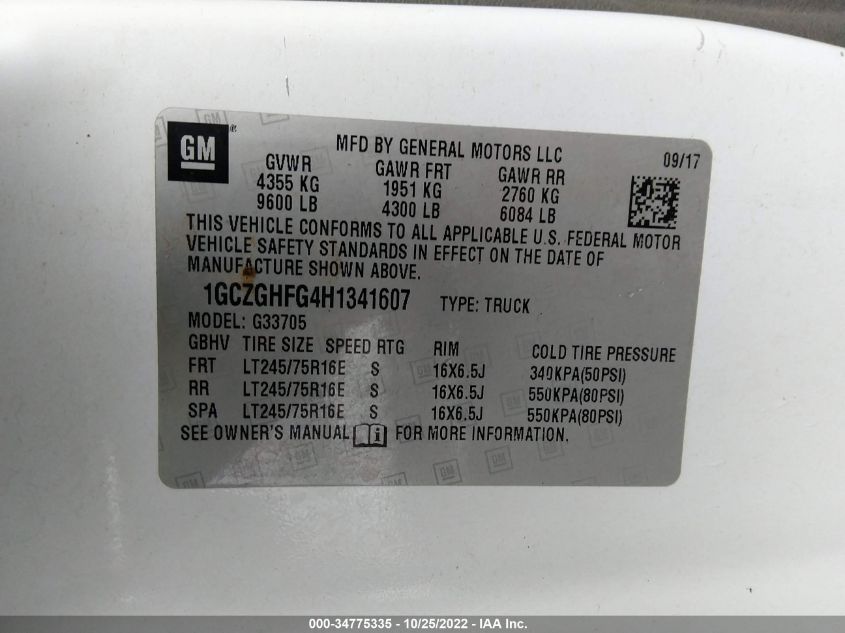 GM
®
MFD BY GENERAL MOTORS LLC 09/17
GVWR GAWR FRT GAWR RR
4355 KG 1951 KG 2760 KG
9600 LB 4300 LB 6084 LB
THIS VEHICLE CONFORMS TO ALL APPLICABLE U.S. FEDERAL MOTOR
VEHICLE SAFETY STANDARDS IN EFFECT ON THE DATE OF
MANUFACTURE SHOWN ABOVE.
1GCZGHFG4H1341607 TYPE: TRUCK
MODEL: G33705
GBHV TIRE SIZE SPEED RTG RIM COLD TIRE PRESSURE
FRT LT245/75R16E S 16X6.5J 340KPA(50PSI)
RR LT245/75R16E S 16X6.5J 550KPA(80PSI)
SPA LT245/75R16E S 16X6.5J 550KPA(80PSI)
SEE OWNER'S MANUAL i FOR MORE INFORMATION.
000-34775335 - 10/25/2022 - IAA Inc.